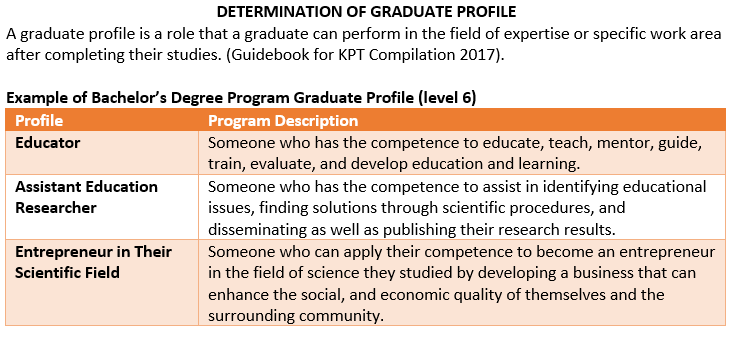 DETERMINATION OF GRADUATE PROFILE
A graduate profile is a role that a graduate can perform in the field of expertise or specific work area
after completing their studies. (Guidebook for KPT Compilation 2017).
Example of Bachelor's Degree Program Graduate Profile (level 6)
Profile Program Description
Educator Someone who has the competence to educate, teach, mentor, guide,
train, evaluate, and develop education and learning.
Assistant Education Someone who has the competence to assist in identifying educational
Researcher issues, finding solutions through scientific procedures, and
disseminating as well as publishing their research results.
Entrepreneur in Their Someone who can apply their competence to become an entrepreneur
Scientific Field in the field of science they studied by developing a business that can
enhance the social, and economic quality of themselves and the
surrounding community.